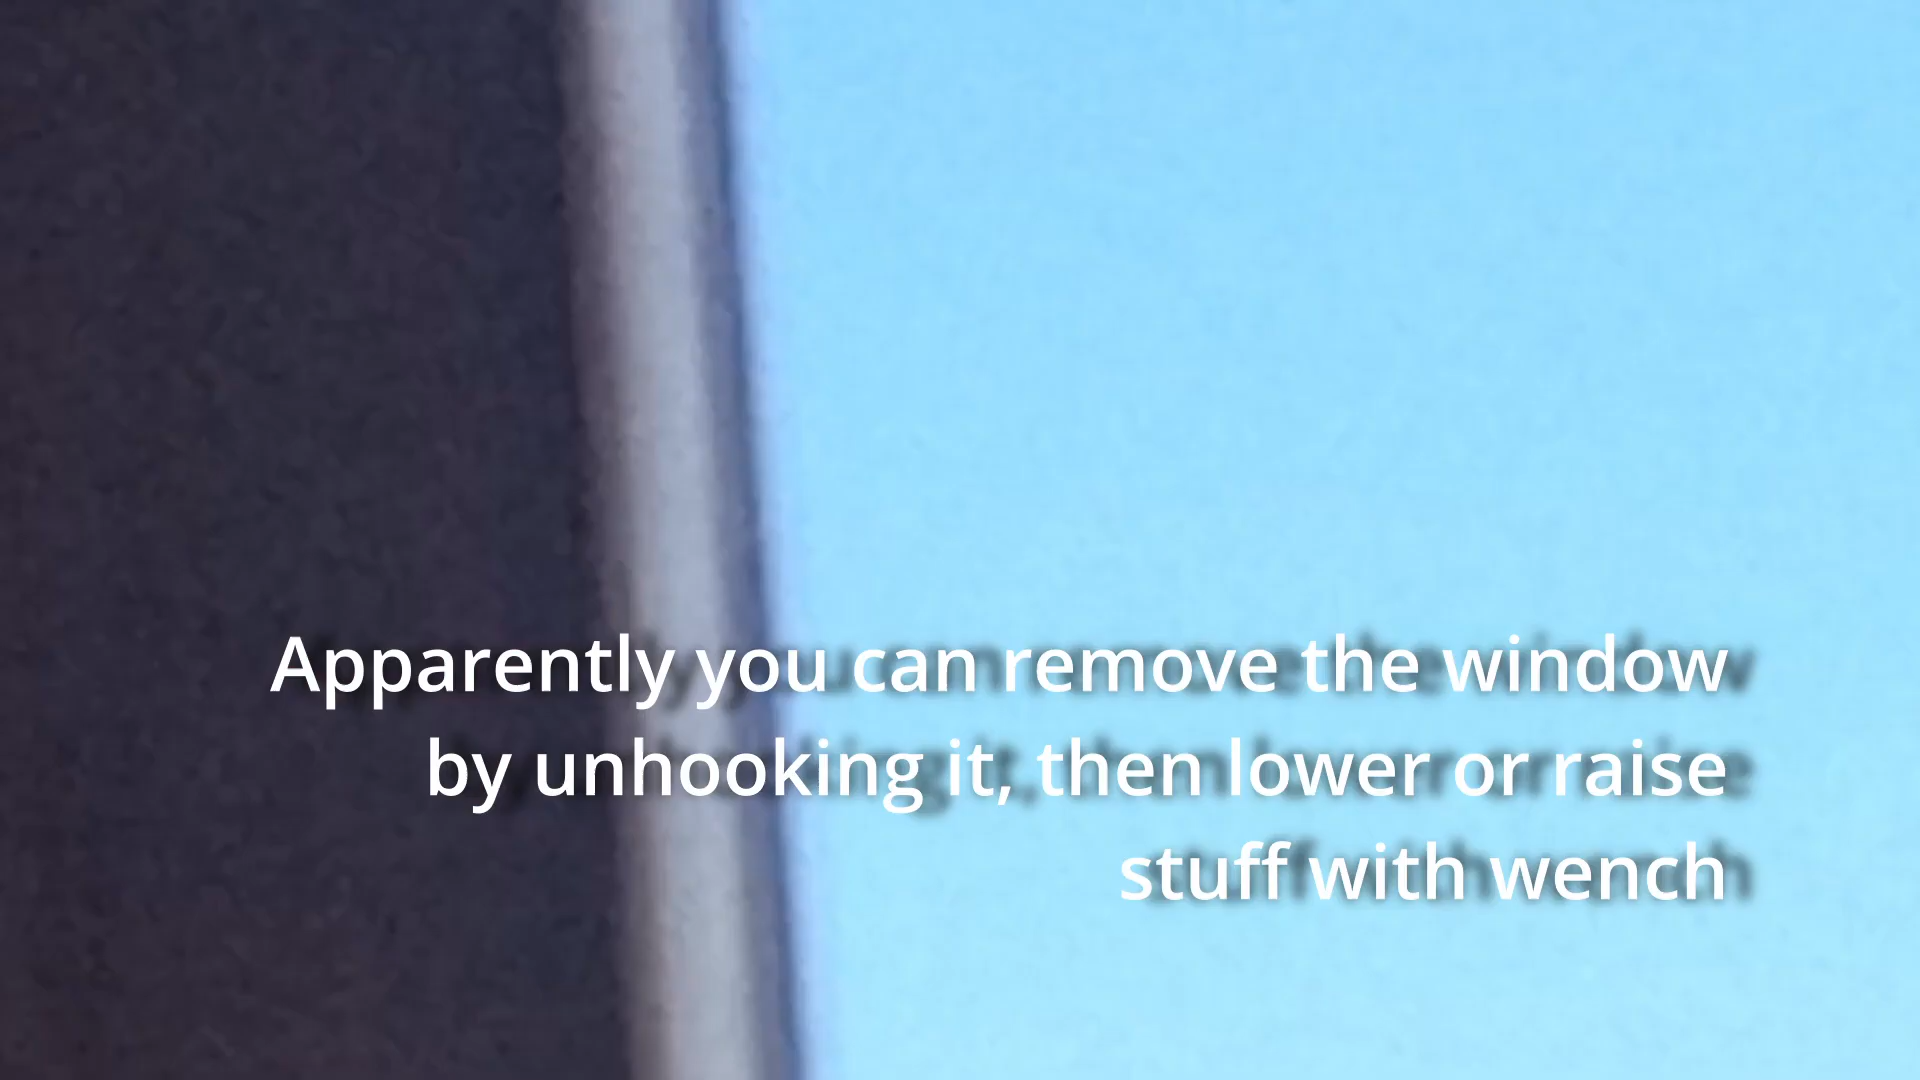 Apparently you can remove the window
by unhooking it, then lower or raise
stuff with wench